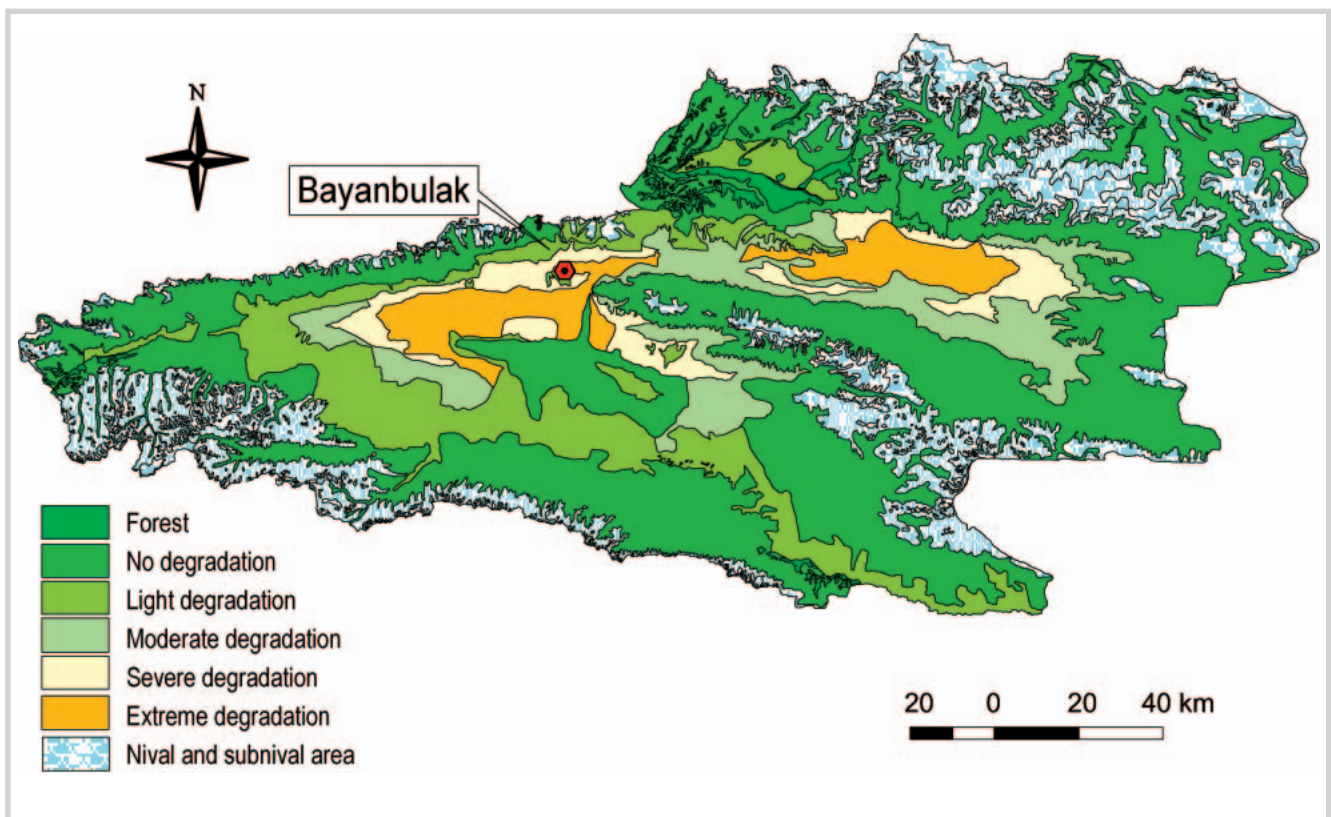 N
Bayanbulak
Forest
No degradation
Light degradation
Moderate degradation
Severe degradation
Extreme degradation
Nival and subnival area
20 0 20 40 km